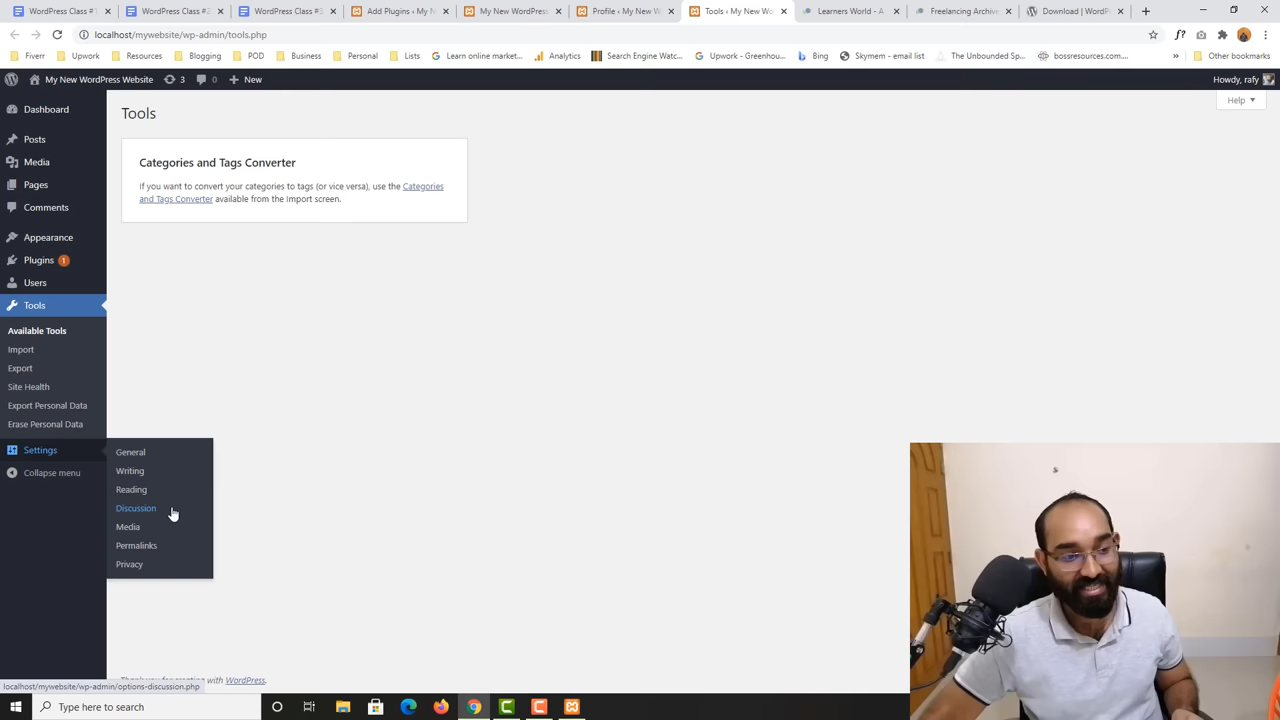 WordPress Class #1
WordPress Class #2
WordPress Class #3
Add Plugins ‹ My N
My New WordPress
Profile ‹ My New W
Tools ‹ My New Wo
Learners World - A
Freelancing Archive
Download | WordP
localhost/mywebsite/wp-admin/tools.php
Fiverr
Upwork
Resources
Blogging
POD
Business
Personal
Lists
Learn online market...
Analytics
Search Engine Watc...
Upwork - Greenhou...
Bing
Skymem - email list
The Unbounded Sp...
bossresources.com...
»
Other bookmarks
My New WordPress Website
3
0
New
Howdy, rafy
Help
Dashboard
Posts
Media
Pages
Comments
Appearance
Plugins 1
Users
Tools
Available Tools
Import
Export
Site Health
Export Personal Data
Erase Personal Data
Settings
Collapse menu
General
Writing
Reading
Discussion
Media
Permalinks
Privacy
Tools
Categories and Tags Converter
If you want to convert your categories to tags (or vice versa), use the Categories
and Tags Converter available from the Import screen.
with WordPress.
localhost/mywebsite/wp-admin/options-discussion.php
Type here to search